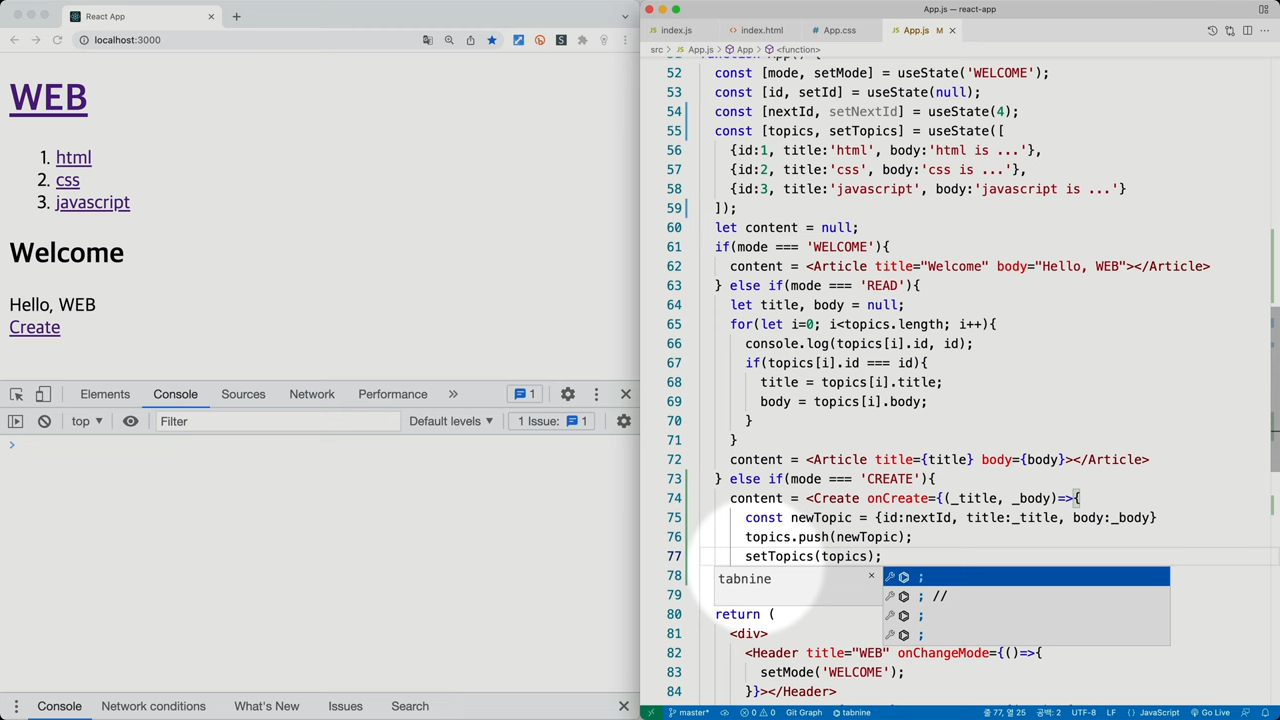 React App
localhost:3000
WEB
1. html
2. css
3. javascript
Welcome
Hello, WEB
Create
Elements
Console
Sources
Network
Performance
1
top
Filter
Default levels
1 Issue:
1
Console
Network conditions
What's New
Issues
Search
App.js — react-app
index.js
index.html
App.css
App.js M
src > App.js > App > <function>
52 const [mode, setMode] = useState('WELCOME');
53 const [id, setId] = useState(null);
54 const [nextId, setNextId] = useState(4);
55 const [topics, setTopics] = useState([
56 {id:1, title:'html', body:'html is ...'},
57 {id:2, title:'css', body:'css is ...'},
58 {id:3, title:'javascript', body:'javascript is ...'}
59 ]);
60 let content = null;
61 if(mode === 'WELCOME'){
62 content = <Article title="Welcome" body="Hello, WEB"></Article>
63 } else if(mode === 'READ'){
64 let title, body = null;
65 for(let i=0; i<topics.length; i++){
66 console.log(topics[i].id, id);
67 if(topics[i].id === id){
68 title = topics[i].title;
69 body = topics[i].body;
70 }
71 }
72 content = <Article title={title} body={body}></Article>
73 } else if(mode === 'CREATE'){
74 content = <Create onCreate={(_title, _body)=>{
75 const newTopic = {id:nextId, title:_title, body:_body}
76 topics.push(newTopic);
77 setTopics(topics);
78
tabnine
;
; //
;
;
79
80 return (
81 <div>
82 <Header title="WEB" onChangeMode={()=>{
83 setMode('WELCOME');
84 }}></Header>
master*
0 0
Git Graph
tabnine
줄 77, 열 25
공백: 2
UTF-8
LF
JavaScript
Go Live